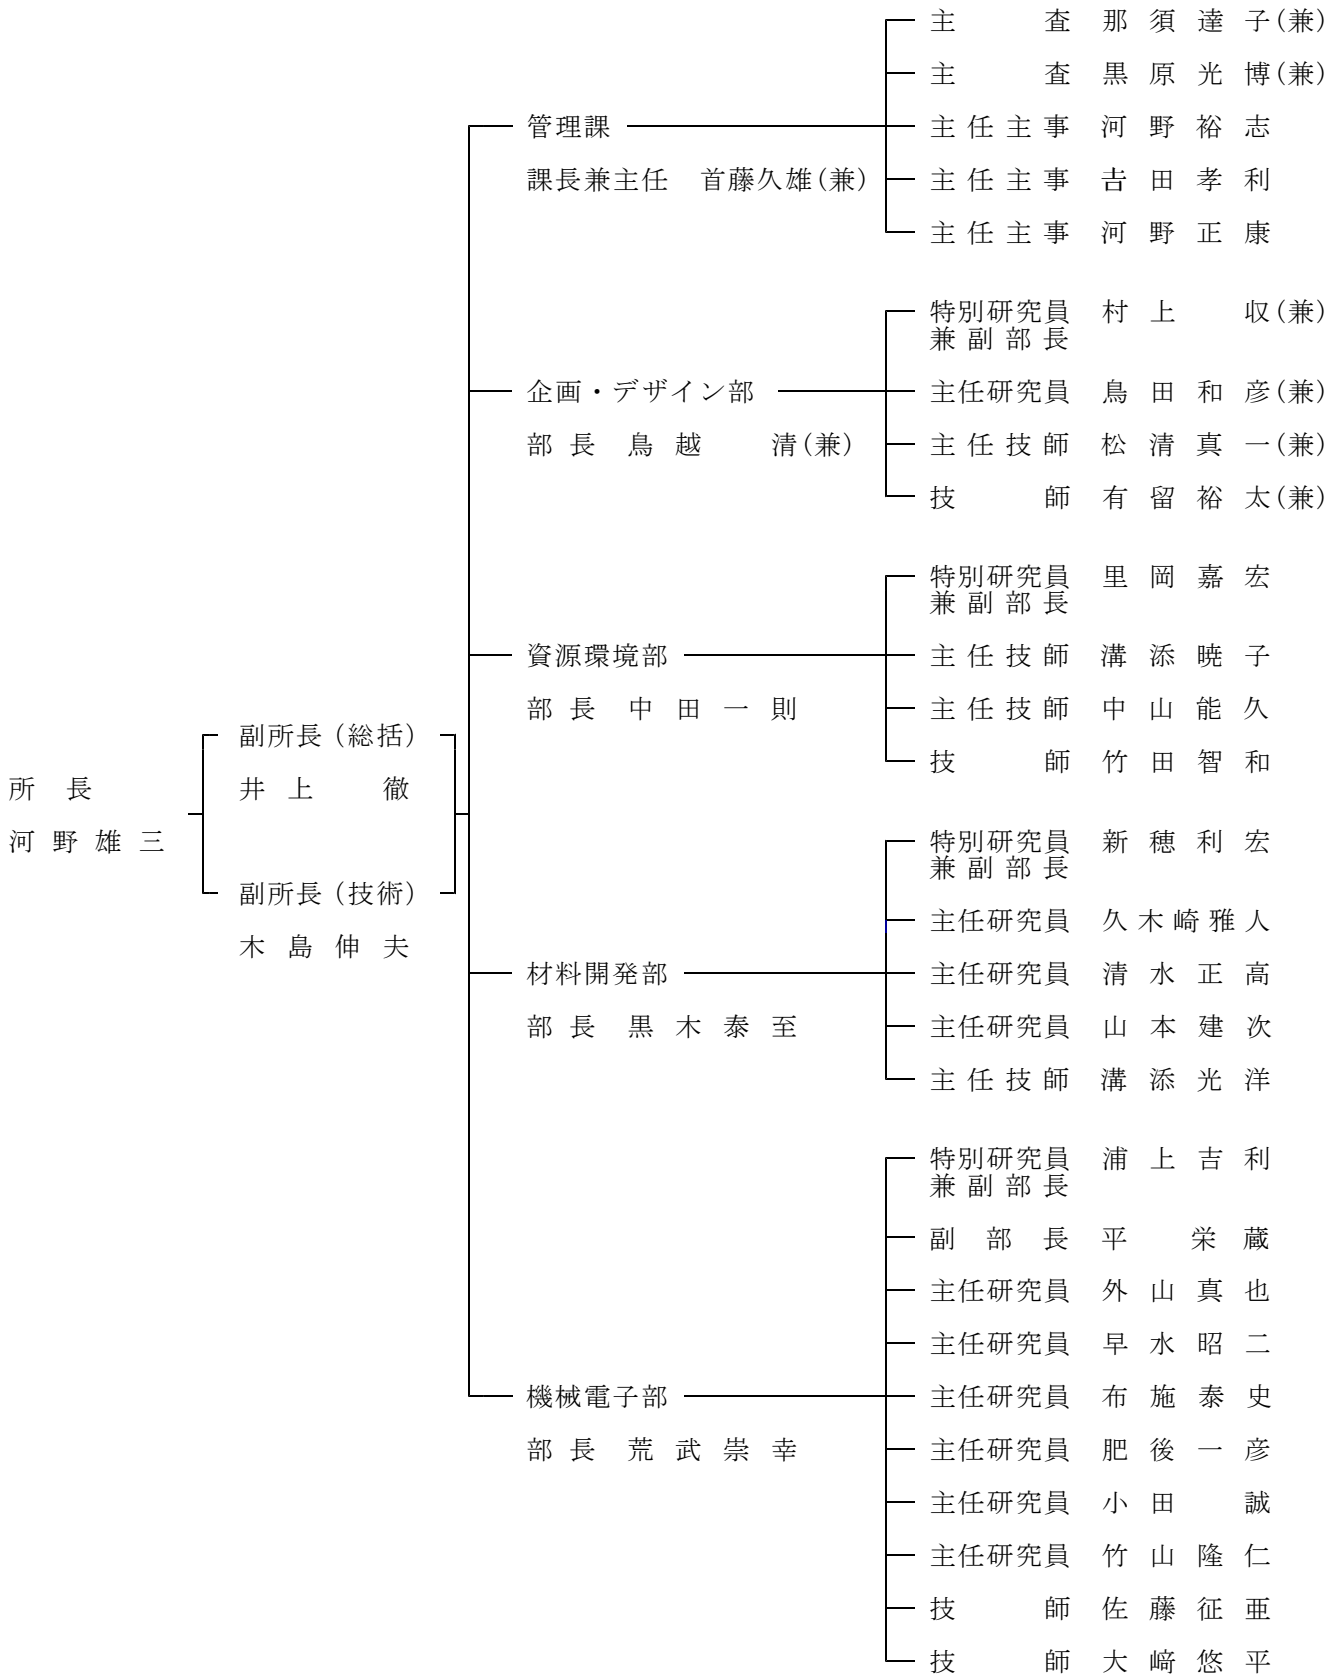 所長
河野雄三
副所長(総括)
井上徹
副所長(技術)
木島伸夫
管理課
課長兼主任 首藤久雄(兼)
主査 那須達子(兼)
主査 黒原光博(兼)
主任主事 河野裕志
主任主事 𠮷田孝利
主任主事 河野正康
企画・デザイン部
部長 鳥越清(兼)
特別研究員 村上収(兼)
兼副部長
主任研究員 鳥田和彦(兼)
主任技師 松清真一(兼)
技師 有留裕太(兼)
資源環境部
部長 中田一則
特別研究員 里岡嘉宏
兼副部長
主任技師 溝添暁子
主任技師 中山能久
技師 竹田智和
材料開発部
部長 黒木泰至
特別研究員 新穂利宏
兼副部長
主任研究員 久木崎雅人
主任研究員 清水正高
主任研究員 山本建次
主任技師 溝添光洋
機械電子部
部長 荒武崇幸
特別研究員 浦上吉利
兼副部長
副部長 平栄蔵
主任研究員 外山真也
主任研究員 早水昭二
主任研究員 布施泰史
主任研究員 肥後一彦
主任研究員 小田誠
主任研究員 竹山隆仁
技師 佐藤征亜
技師 大﨑悠平